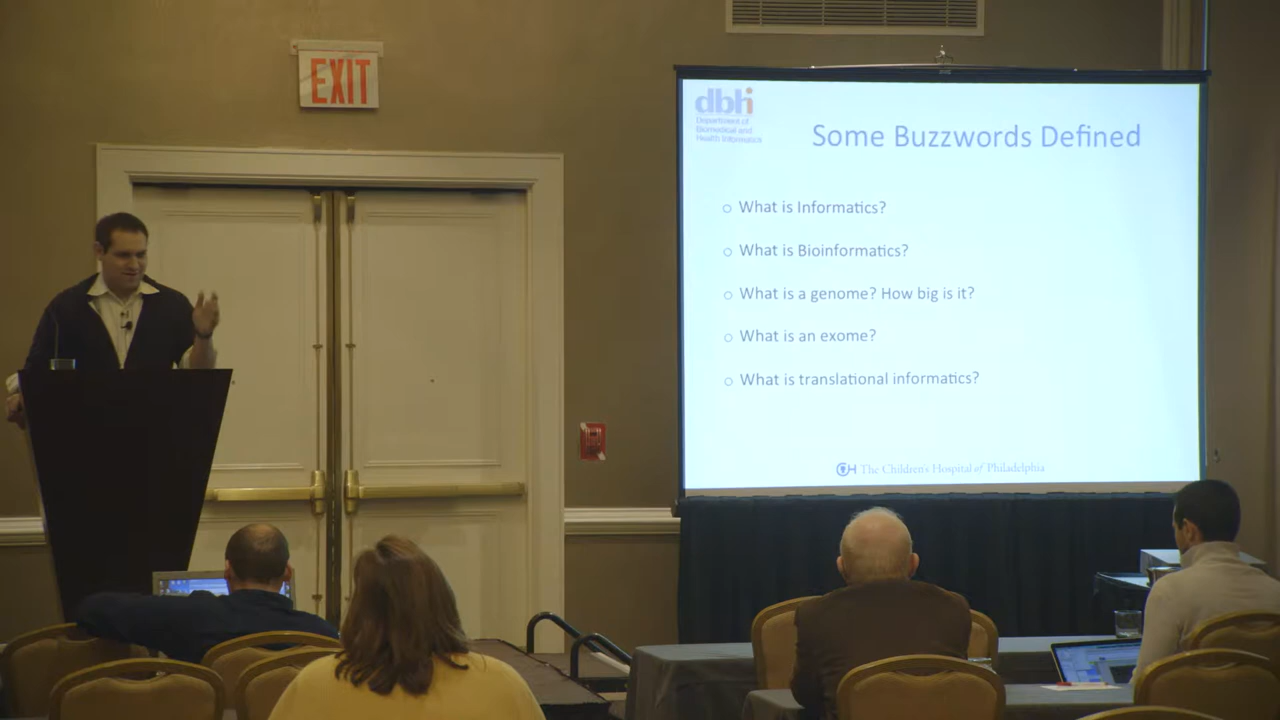 EXIT
dbhi
Department of
Biomedical and
Health Informatics
Some Buzzwords Defined
What is Informatics?
What is Bioinformatics?
What is a genome? How big is it?
What is an exome?
What is translational informatics?
The Children's Hospital of Philadelphia